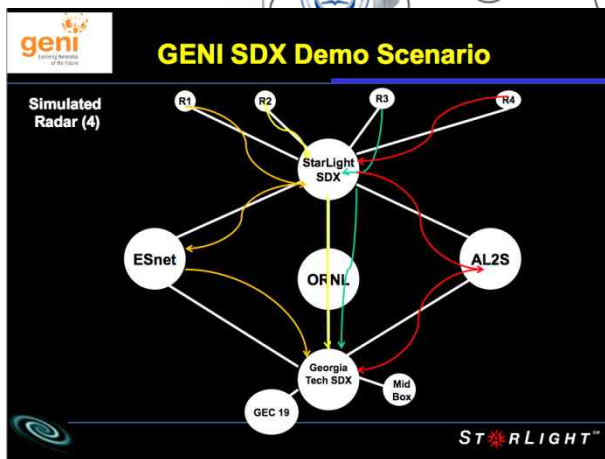 geni
Exploring Networks
of the Future
GENI SDX Demo Scenario
Simulated
Radar (4)
R1
R2
R3
R4
StarLight
SDX
ESnet
ORNL
AL2S
Georgia
Tech SDX
Mid
Box
GEC 19
STARLIGHT℠